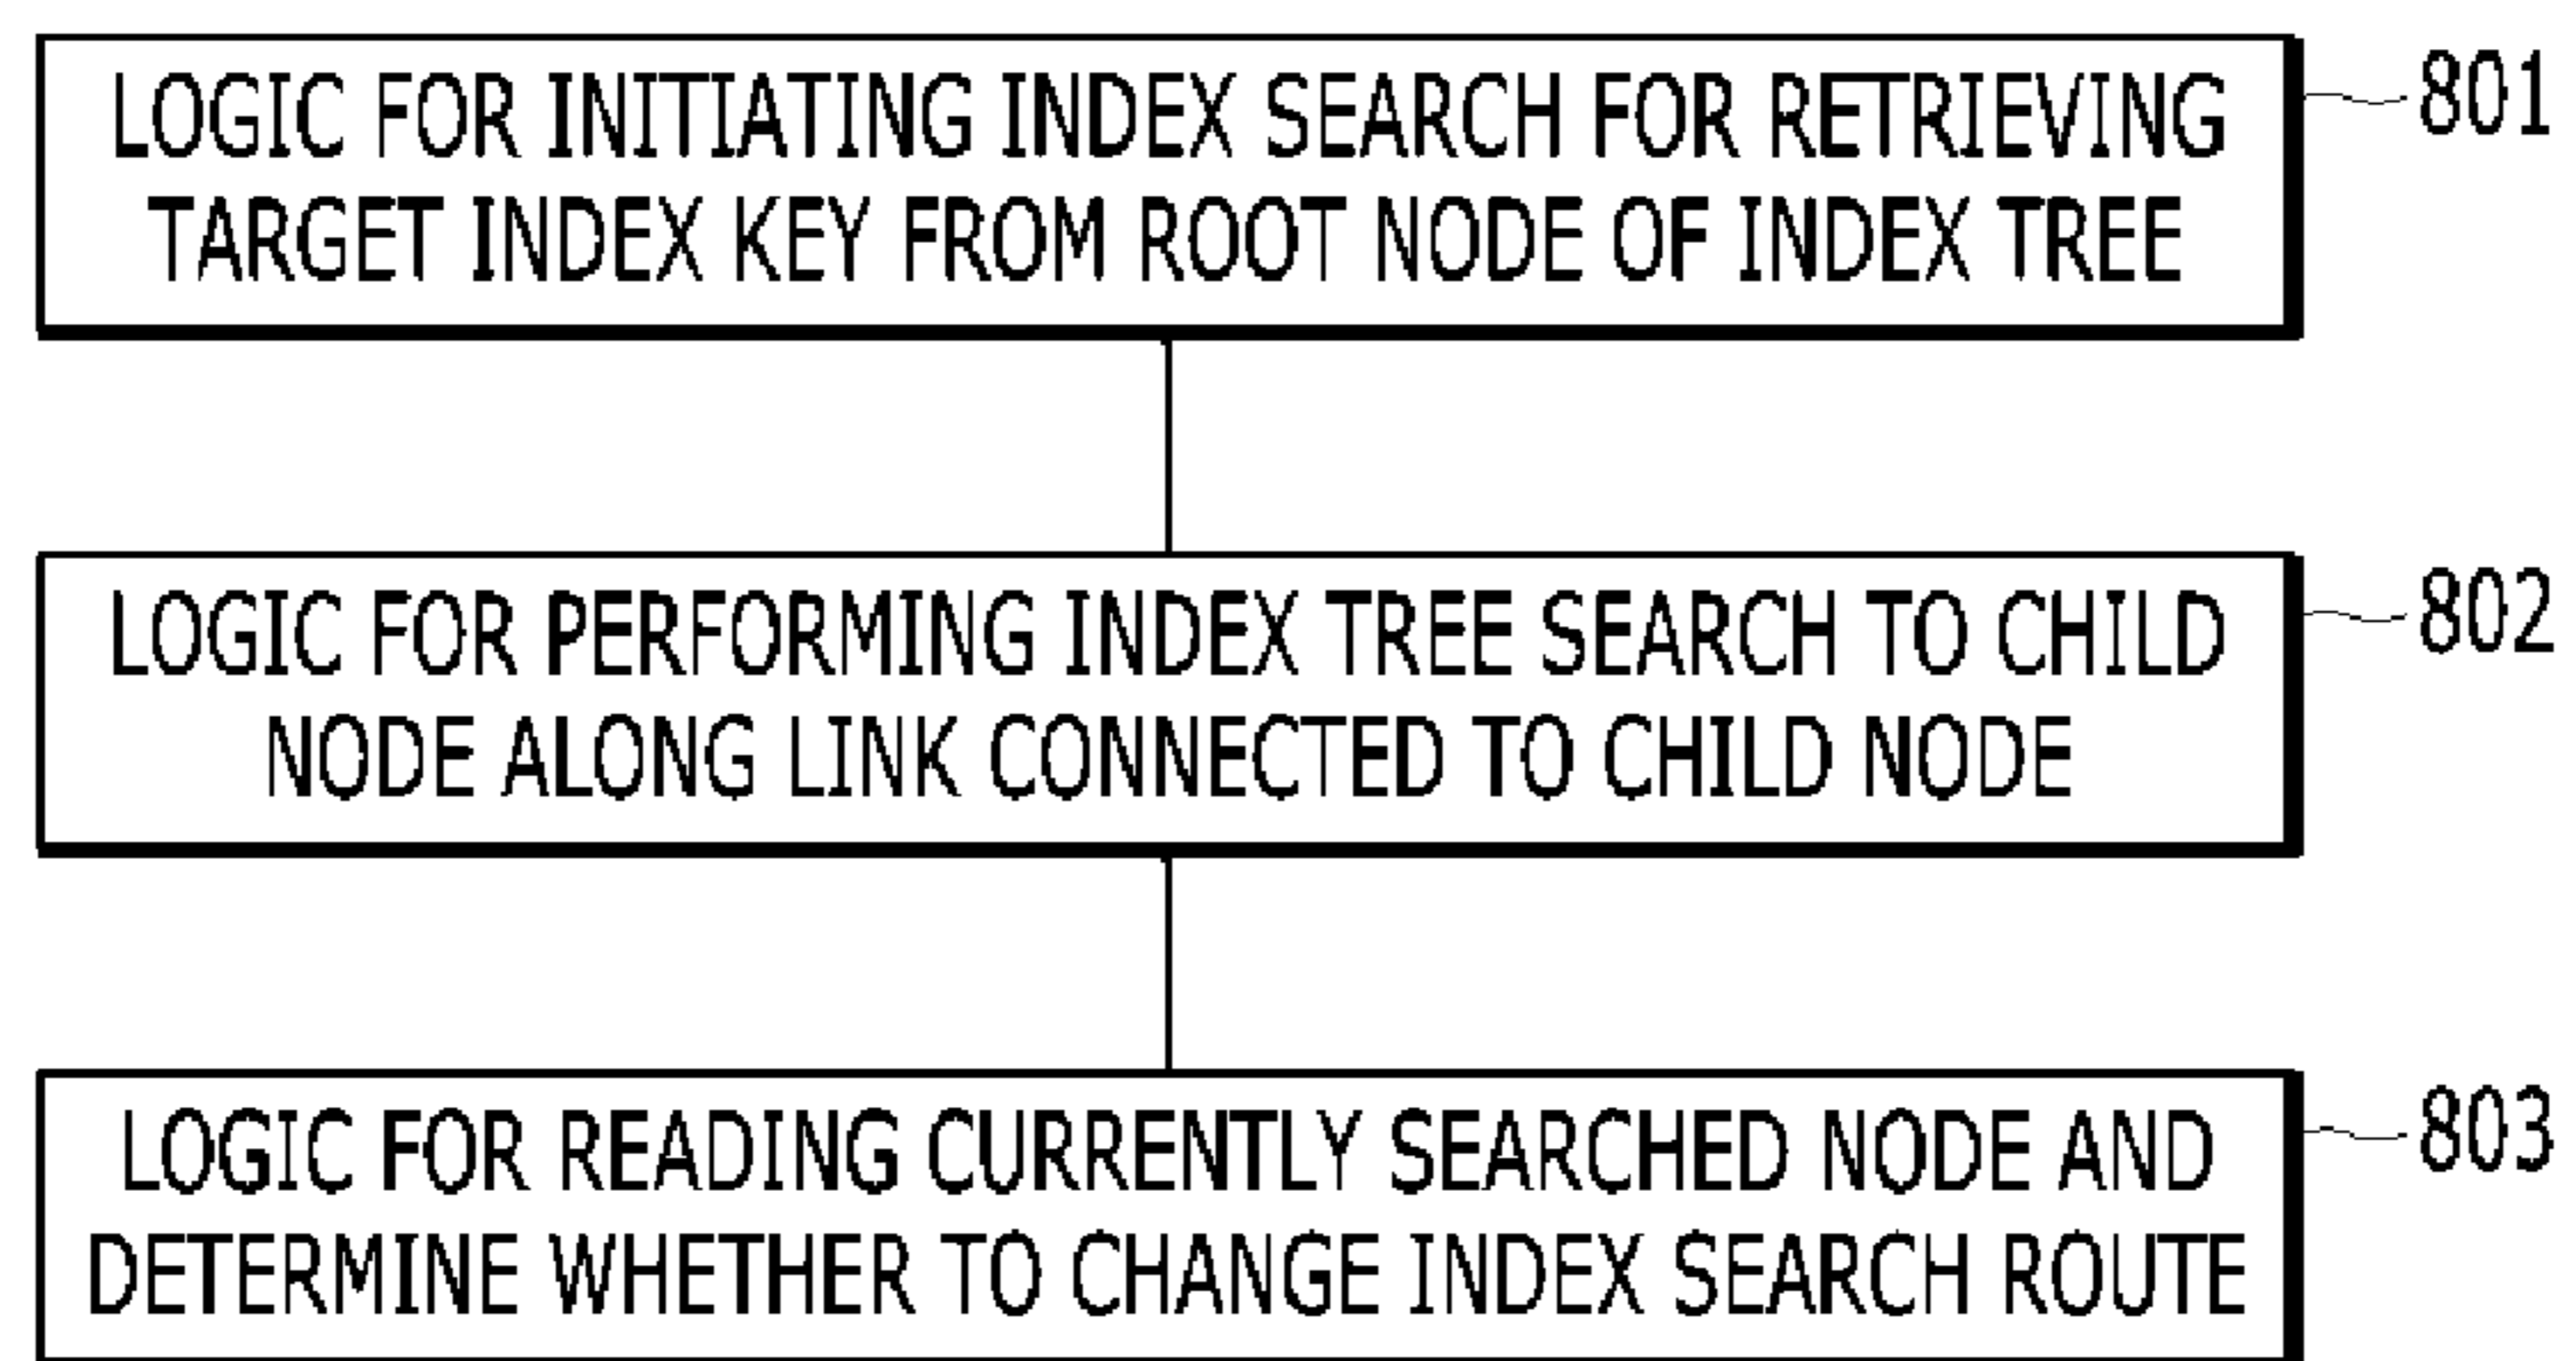 LOGIC FOR INITIATING INDEX SEARCH FOR RETRIEVING
TARGET INDEX KEY FROM ROOT NODE OF INDEX TREE
801
LOGIC FOR PERFORMING INDEX TREE SEARCH TO CHILD
NODE ALONG LINK CONNECTED TO CHILD NODE
802
LOGIC FOR READING CURRENTLY SEARCHED NODE AND
DETERMINE WHETHER TO CHANGE INDEX SEARCH ROUTE
803